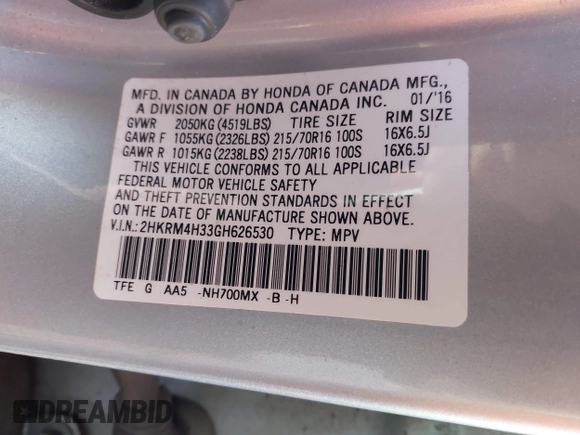 MFD. IN CANADA BY HONDA OF CANADA MFG.,
A DIVISION OF HONDA CANADA INC. 01/'16
GVWR 2050KG (4519LBS) TIRE SIZE RIM SIZE
GAWR F 1055KG (2326LBS) 215/70R16 100S 16X6.5J
GAWR R 1015KG (2238LBS) 215/70R16 100S 16X6.5J
THIS VEHICLE CONFORMS TO ALL APPLICABLE
FEDERAL MOTOR VEHICLE SAFETY
AND THEFT PREVENTION STANDARDS IN EFFECT
ON THE DATE OF MANUFACTURE SHOWN ABOVE.
V.I.N.: 2HKRM4H33GH626530 TYPE: MPV
TFE G AA5 -NH700MX -B -H
DREAMBID